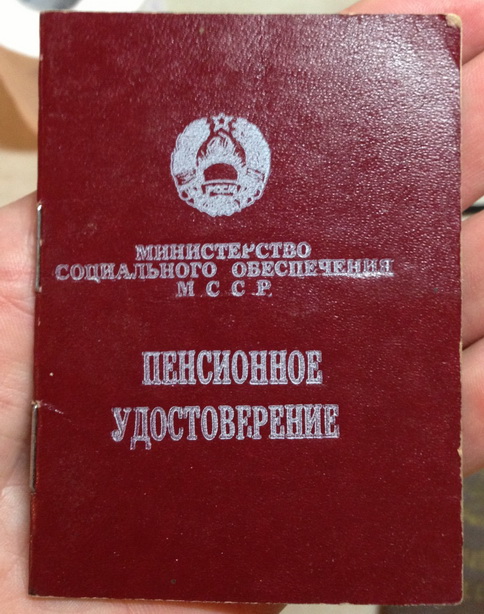 МИНИСТЕРСТВО
СОЦИАЛЬНОГО ОБЕСПЕЧЕНИЯ
М С С Р
ПЕНСИОННОЕ
УДОСТОВЕРЕНИЕ